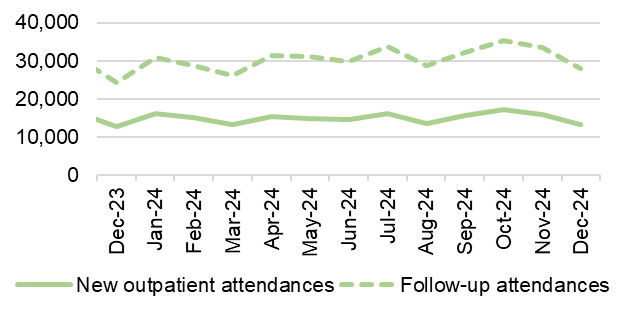 40,000
30,000
20,000
10,000
0
Dec-23
Jan-24
Feb-24
Mar-24
Apr-24
May-24
Jun-24
Jul-24
Aug-24
Sep-24
Oct-24
Nov-24
Dec-24
New outpatient attendances
Follow-up attendances